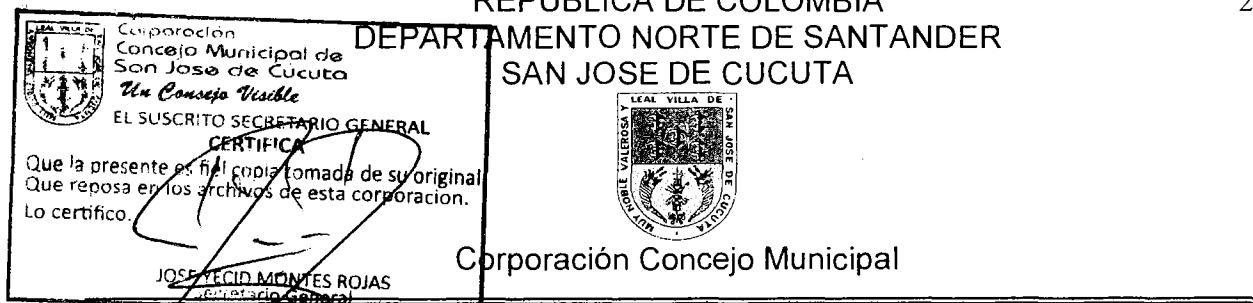 REPUBLICA DE COLOMBIA
2
DEPARTAMENTO NORTE DE SANTANDER
SAN JOSE DE CUCUTA
Corporación
Concejo Municipal de
San Jose de Cúcuta
Un Consejo Visible
EL SUSCRITO SECRETARIO GENERAL
CERTIFICA
Que la presente es fiel copia tomada de su original
Que reposa en los archivos de esta corporacion.
Lo certifico.
JOSE YECID MONTES ROJAS
Secretario General
MUY NOBLE VALEROSA Y LEAL VILLA DE SAN JOSE DE CUCUTA
Corporación Concejo Municipal